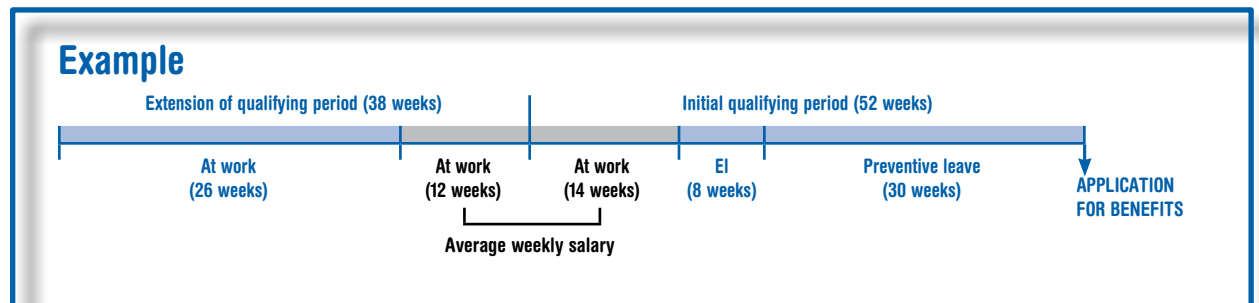 Example
Extension of qualifying period (38 weeks)
Initial qualifying period (52 weeks)
At work
(26 weeks)
At work
(12 weeks)
At work
(14 weeks)
EI
(8 weeks)
Preventive leave
(30 weeks)
APPLICATION
FOR BENEFITS
Average weekly salary